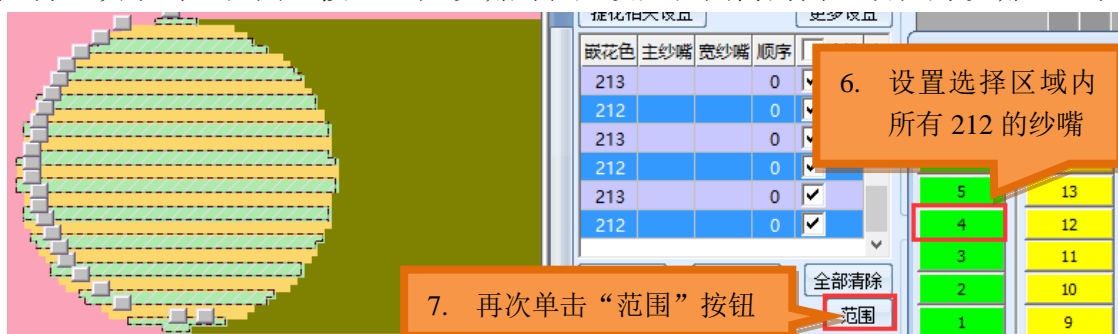 提花相关设置 更多设置
嵌花色 主纱嘴 宽纱嘴 顺序
213 0
212 0
213 0
212 0
213 0
212 0
6. 设置选择区域内
所有 212 的纱嘴
5 13
4 12
3 11
2 10
1 9
全部清除
范围
7. 再次单击“范围”按钮